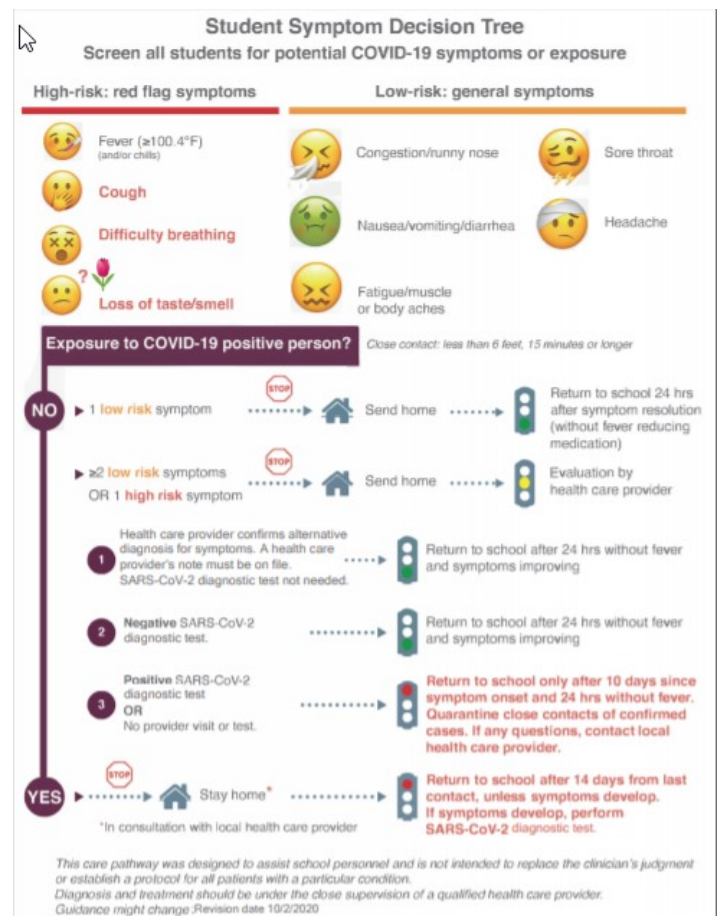 Student Symptom Decision Tree
Screen all students for potential COVID-19 symptoms or exposure
High-risk: red flag symptoms
Low-risk: general symptoms
Fever (≥100.4°F)
(and/or chills)
Cough
Difficulty breathing
?
Loss of taste/smell
Congestion/runny nose
Nausea/vomiting/diarrhea
Fatigue/muscle
or body aches
Sore throat
Headache
Exposure to COVID-19 positive person?
Close contact: less than 6 feet, 15 minutes or longer
NO
1 low risk symptom
STOP
Send home
Return to school 24 hrs
after symptom resolution
(without fever reducing
medication)
≥2 low risk symptoms
OR 1 high risk symptom
STOP
Send home
Evaluation by
health care provider
1
Health care provider confirms alternative
diagnosis for symptoms. A health care
provider's note must be on file.
SARS-CoV-2 diagnostic test not needed.
Return to school after 24 hrs without fever
and symptoms improving
2
Negative SARS-CoV-2
diagnostic test.
Return to school after 24 hrs without fever
and symptoms improving
3
Positive SARS-CoV-2
diagnostic test
OR
No provider visit or test.
Return to school only after 10 days since
symptom onset and 24 hrs without fever.
Quarantine close contacts of confirmed
cases. If any questions, contact local
health care provider.
YES
STOP
Stay home*
*In consultation with local health care provider
Return to school after 14 days from last
contact, unless symptoms develop.
If symptoms develop, perform
SARS-CoV-2 diagnostic test.
This care pathway was designed to assist school personnel and is not intended to replace the clinician's judgment
or establish a protocol for all patients with a particular condition.
Diagnosis and treatment should be under the close supervision of a qualified health care provider.
Guidance might change;Revision date 10/2/2020